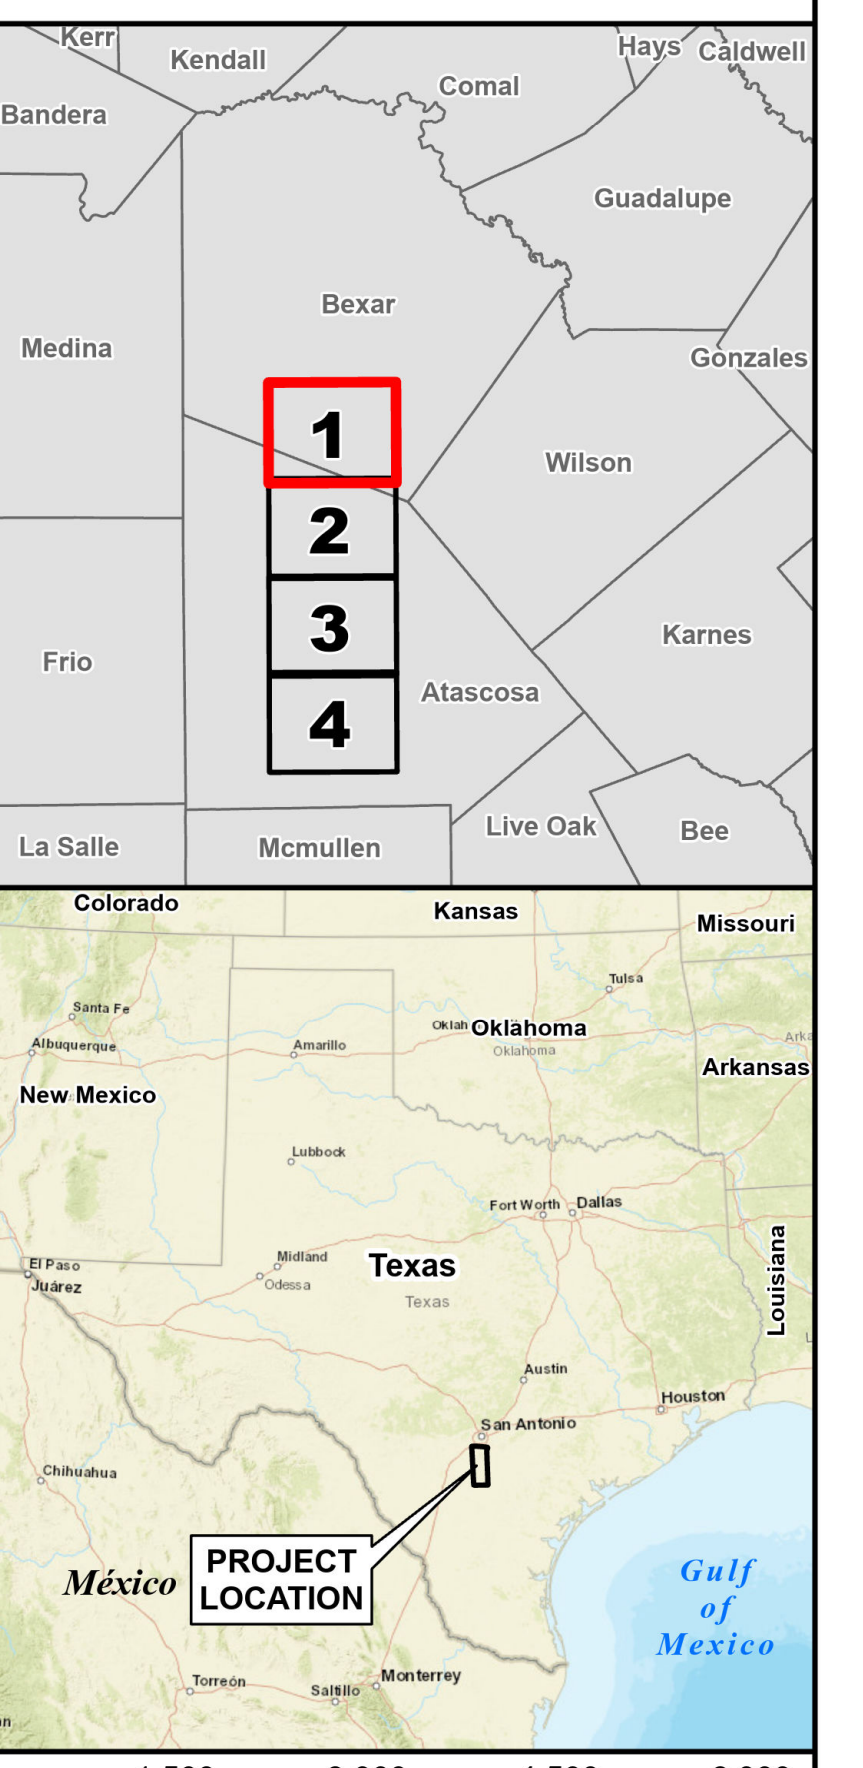 Kerr
Kendall
Hays
Caldwell
Comal
Bandera
Guadalupe
Bexar
Medina
Gonzales
1
Wilson
2
3
Karnes
Frio
Atascosa
4
Live Oak
Bee
La Salle
Mcmullen
Colorado
Kansas
Missouri
Tulsa
Santa Fe
Oklah
Oklahoma
Albuquerque
Amarillo
Oklahoma
Arka
Arkansas
New Mexico
Lubbock
Fort Worth
Dallas
Louisiana
Midland
El Paso
Texas
Odessa
Juárez
Texas
Austin
Houston
San Antonio
Chihuahua
PROJECT
LOCATION
México
Gulf
of
Mexico
Torreón
Monterrey
Saltillo